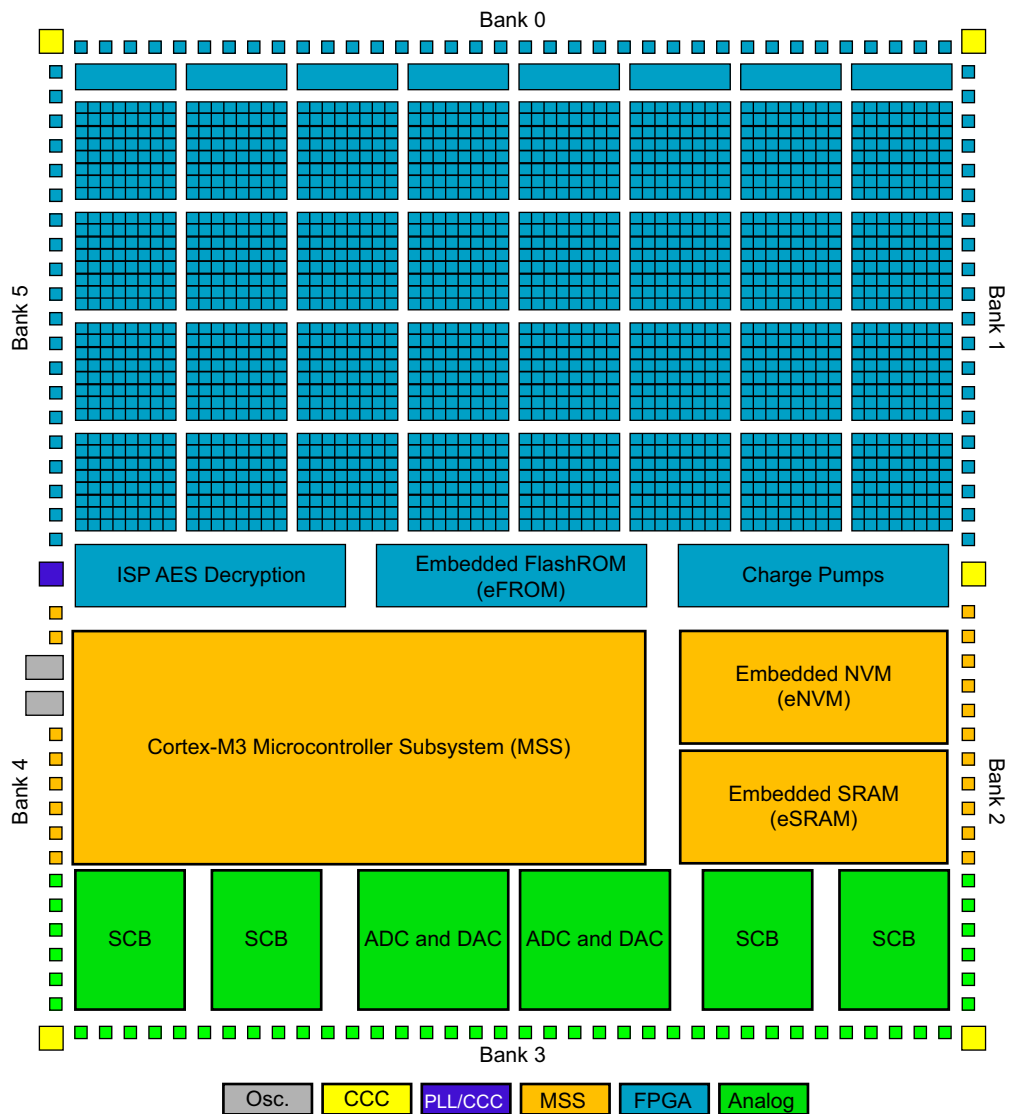 Bank 0
Bank 5
Bank 1
ISP AES Decryption
Embedded FlashROM
(eFROM)
Charge Pumps
Cortex-M3 Microcontroller Subsystem (MSS)
Embedded NVM
(eNVM)
Embedded SRAM
(eSRAM)
Bank 4
Bank 2
SCB
SCB
ADC and DAC
ADC and DAC
SCB
SCB
Bank 3
Osc.
CCC
PLL/CCC
MSS
FPGA
Analog